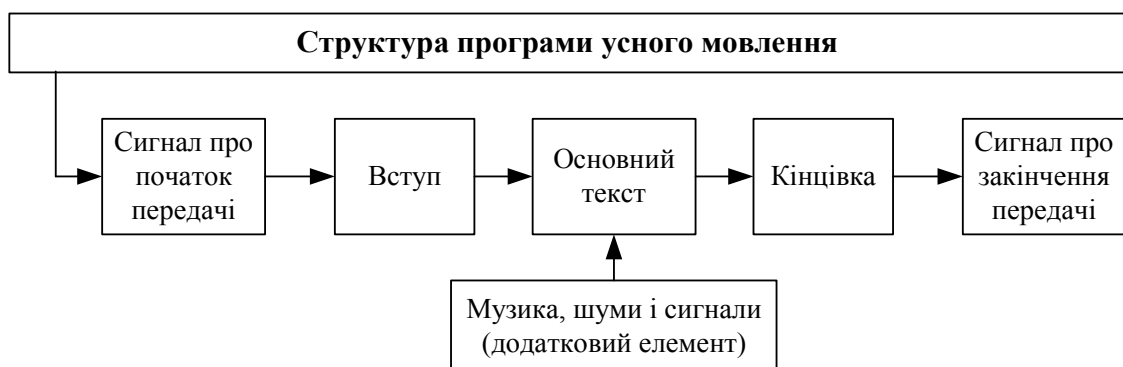 Структура програми усного мовлення
Сигнал про
початок
передачі
Вступ
Основний
текст
Кінцівка
Сигнал про
закінчення
передачі
Музика, шуми і сигнали
(додатковий елемент)